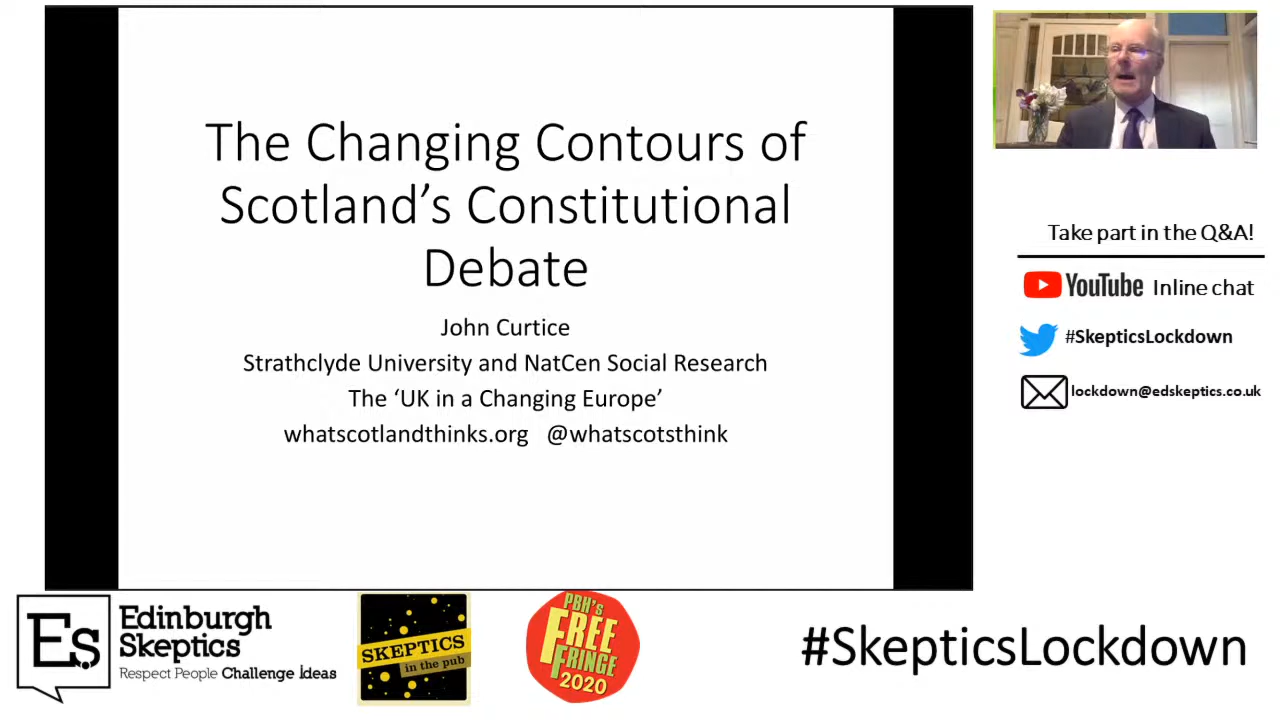 The Changing Contours of
Scotland’s Constitutional
Debate
John Curtice
Strathclyde University and NatCen Social Research
The ‘UK in a Changing Europe’
whatscotlandthinks.org @whatscotsthink
Take part in the Q&A!
YouTube Inline chat
#SkepticsLockdown
lockdown@edskeptics.co.uk
Es.
Edinburgh
Skeptics
Respect People Challenge Ideas
SKEPTICS
in the pub
PBH's
FREE
FRINGE
2020
#SkepticsLockdown